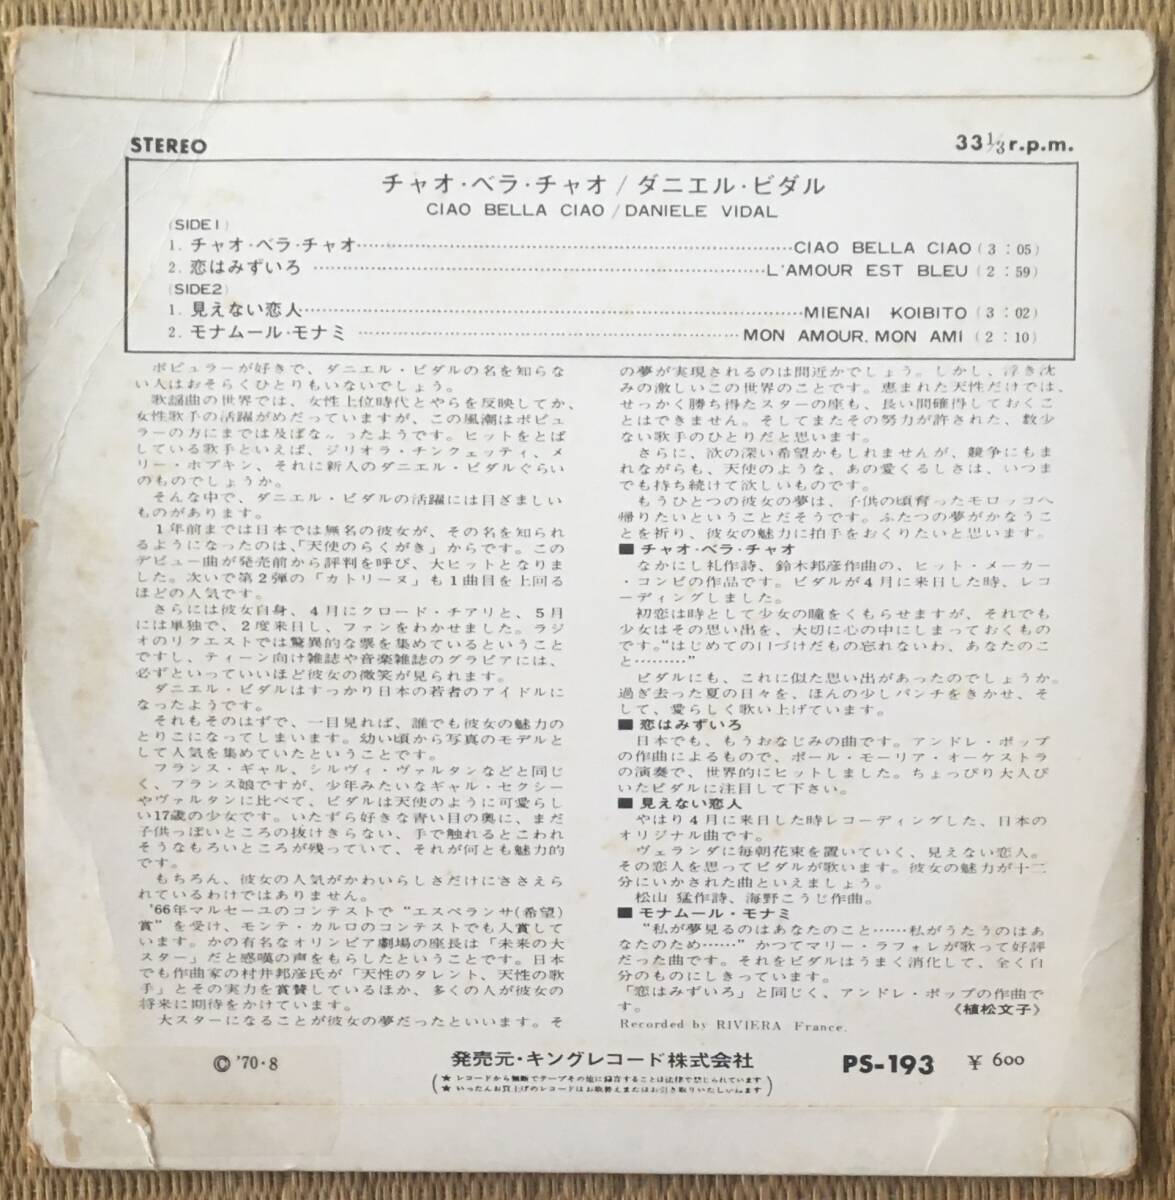 STEREO
33 1/3 r.p.m.
チャオ・ベラ・チャオ / ダニエル・ビダル
CIAO BELLA CIAO / DANIELE VIDAL
(SIDE 1)
1. チャオ・ベラ・チャオ……CIAO BELLA CIAO (3:05)
2. 恋はみずいろ……L'AMOUR EST BLEU (2:59)
(SIDE2)
1. 見えない恋人……MIENAI KOIBITO (3:02)
2. モナムール・モナミ……MON AMOUR, MON AMI (2:10)
ポピュラーが好きで、ダニエル・ビダルの名を知らな
い人はおそらくひとりもいないでしょう。
歌謡曲の世界では、女性上位時代とやらを反映してか、
女性歌手の活躍がめだっていますが、この風潮はポピュ
ラーの方にまでは及ばな、ったようです。ヒットをとば
している歌手といえば、ジリオラ・チンクェッティ、メ
リー・ホプキン、それに新人のダニエル・ビダルぐらい
のものでしょうか。
そんな中で、ダニエル・ビダルの活躍には目ざましい
ものがあります。
1年前までは日本では無名の彼女が、その名を知られ
るようになったのは、「天使のらくがき」からです。この
デビュー曲が発売前から評判を呼び、大ヒットとなりま
した。次いで第2弾の「カトリーヌ」も1曲目を上回る
ほどの人気です。
さらには彼女自身、4月にクロード・チアリと、5月
には単独で、2度来日し、ファンをわかせました。ラジ
オのリクエストでは驚異的な票を集めているということ
ですし、ティーン向け雑誌や音楽雑誌のグラビアには、
必ずといっていいほど彼女の微笑が見られます。
ダニエル・ビダルはすっかり日本の若者のアイドルに
なったようです。
それもそのはずで、一目見れば、誰でも彼女の魅力の
とりこになってしまいます。幼い頃から写真のモデルと
して人気を集めていたということです。
フランス・ギャル、シルヴィ・ヴァルタンなどと同じ
く、フランス娘ですが、少年みたいなギャル・セクシー
やヴァルタンに比べて、ビダルは天使のように可愛らし
い17歳の少女です。いたずら好きな青い目の奥に、まだ
子供っぽいところの抜けきらない、手で触れるとこわれ
そうなもろいところが残っていて、それが何とも魅力的
です。
もちろん、彼女の人気がかわいらしさだけにささえら
れているわけではありません。
'66年マルセーユのコンテストで“エスペランサ(希望)
賞”を受け、モンテ・カルロのコンテストでも入賞して
います。かの有名なオリンピア劇場の座長は「未来の大
スター」だと感嘆の声をもらしたということです。日本
でも作曲家の村井邦彦氏が「天性のタレント、天性の歌
手」とその実力を賞賛しているほか、多くの人が彼女の
将来に期待をかけています。
大スターになることが彼女の夢だったといいます。そ
の夢が実現されるのは間近かでしょう。しかし、浮き沈
みの激しいこの世界のことです。恵まれた天性だけでは、
せっかく勝ち得たスターの座も、長い間確得しておくこ
とはできません。そしてまたその努力が許された、数少
ない歌手のひとりだと思います。
さらに、欲の深い希望かもしれませんが、競争にもま
れながらも、天使のような、あの愛くるしさは、いつま
でも持ち続けて欲しいものです。
もうひとつの彼女の夢は、子供の頃育ったモロッコへ
帰りたいということだそうです。ふたつの夢がかなうこ
とを祈り、彼女の魅力に拍手をおくりたいと思います。
■ チャオ・ベラ・チャオ
なかにし礼作詩、鈴木邦彦作曲の、ヒット・メーカー
・コンビの作品です。ビダルが4月に来日した時、レコ
ーディングしました。
初恋は時として少女の瞳をくもらせますが、それでも
少女はその思い出を、大切に心の中にしまっておくもの
です。“はじめての口づけだもの忘れないわ、あなたのこ
と………”
ビダルにも、これに似た思い出があったのでしょうか。
過ぎ去った夏の日々を、ほんの少しパンチをきかせ、そ
して、愛らしく歌い上げています。
■ 恋はみずいろ
日本でも、もうおなじみの曲です。アンドレ・ポップ
の作曲によるもので、ポール・モーリア・オーケストラ
の演奏で、世界的にヒットしました。ちょっぴり大人び
いたビダルに注目して下さい。
■ 見えない恋人
やはり4月に来日した時レコーディングした、日本の
オリジナル曲です。
ヴェランダに毎朝花束を置いていく、見えない恋人。
その恋人を思ってビダルが歌います。彼女の魅力が十二
分にいかされた曲といえましょう。
松山 猛作詩、海野こうじ作曲。
■ モナムール・モナミ
“私が夢見るのはあなたのこと……私がうたうのはあ
なたのため……” かつてマリー・ラフォレが歌って好評
だった曲です。それをビダルはうまく消化して、全く自
分のものにしきっています。
「恋はみずいろ」と同じく、アンドレ・ポップの作曲で
す。
《植松文子》
Recorded by RIVIERA France.
© '70・8
発売元・キングレコード株式会社
PS-193 ¥ 600
★ レコードから無断でテープその他に録音することは法律で禁じられています
★ いったんお買上げのレコードはお取替えまたはお引き取りいたしかねます